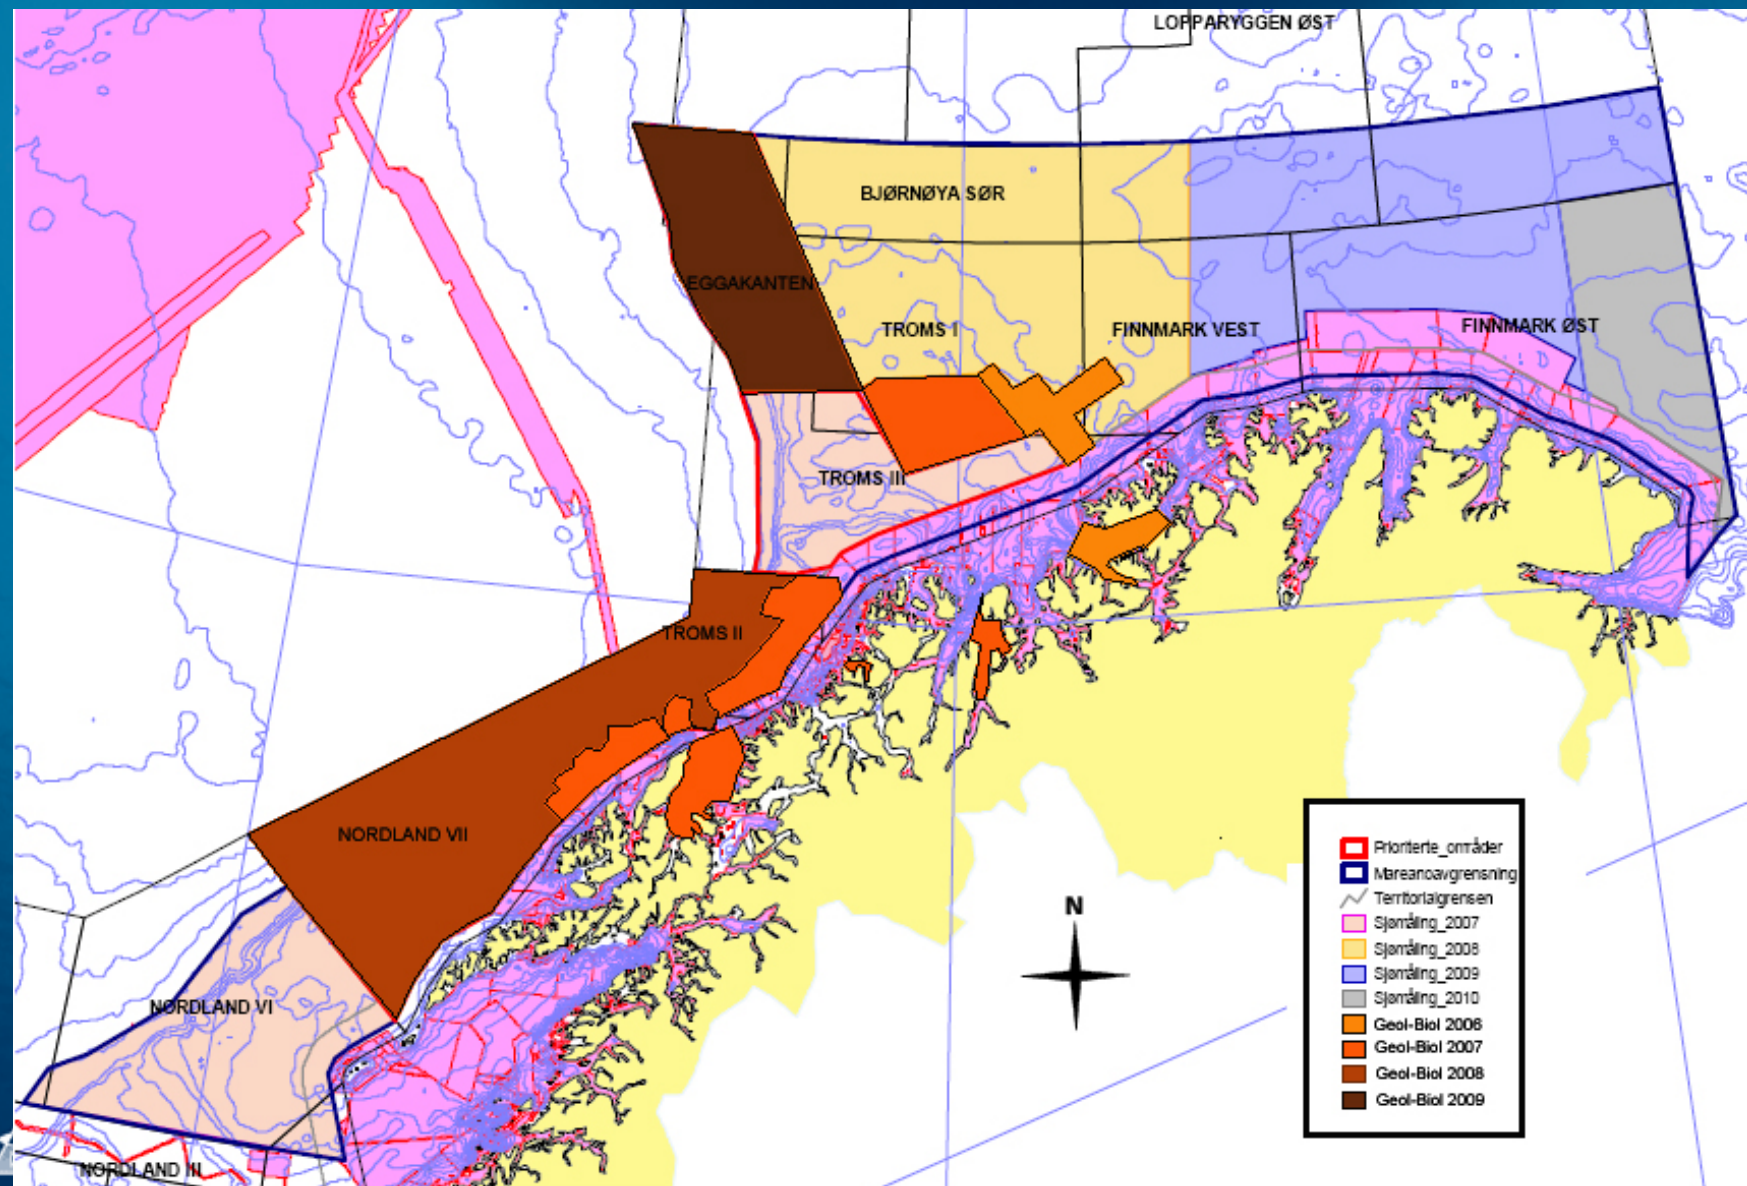 LOPPARYGGEN ØST
BJØRNØYA SØR
EGGAKANTEN
TROMS I
FINNMARK VEST
FINNMARK ØST
TROMS III
TROMS II
NORDLAND VII
NORDLAND VI
NORDLAND III
N
Prioriterte_områder
Mareanoavgrensning
Territorialgrensen
Sjømåling_2007
Sjømåling_2008
Sjømåling_2009
Sjømåling_2010
Geol-Biol 2006
Geol-Biol 2007
Geol-Biol 2008
Geol-Biol 2009